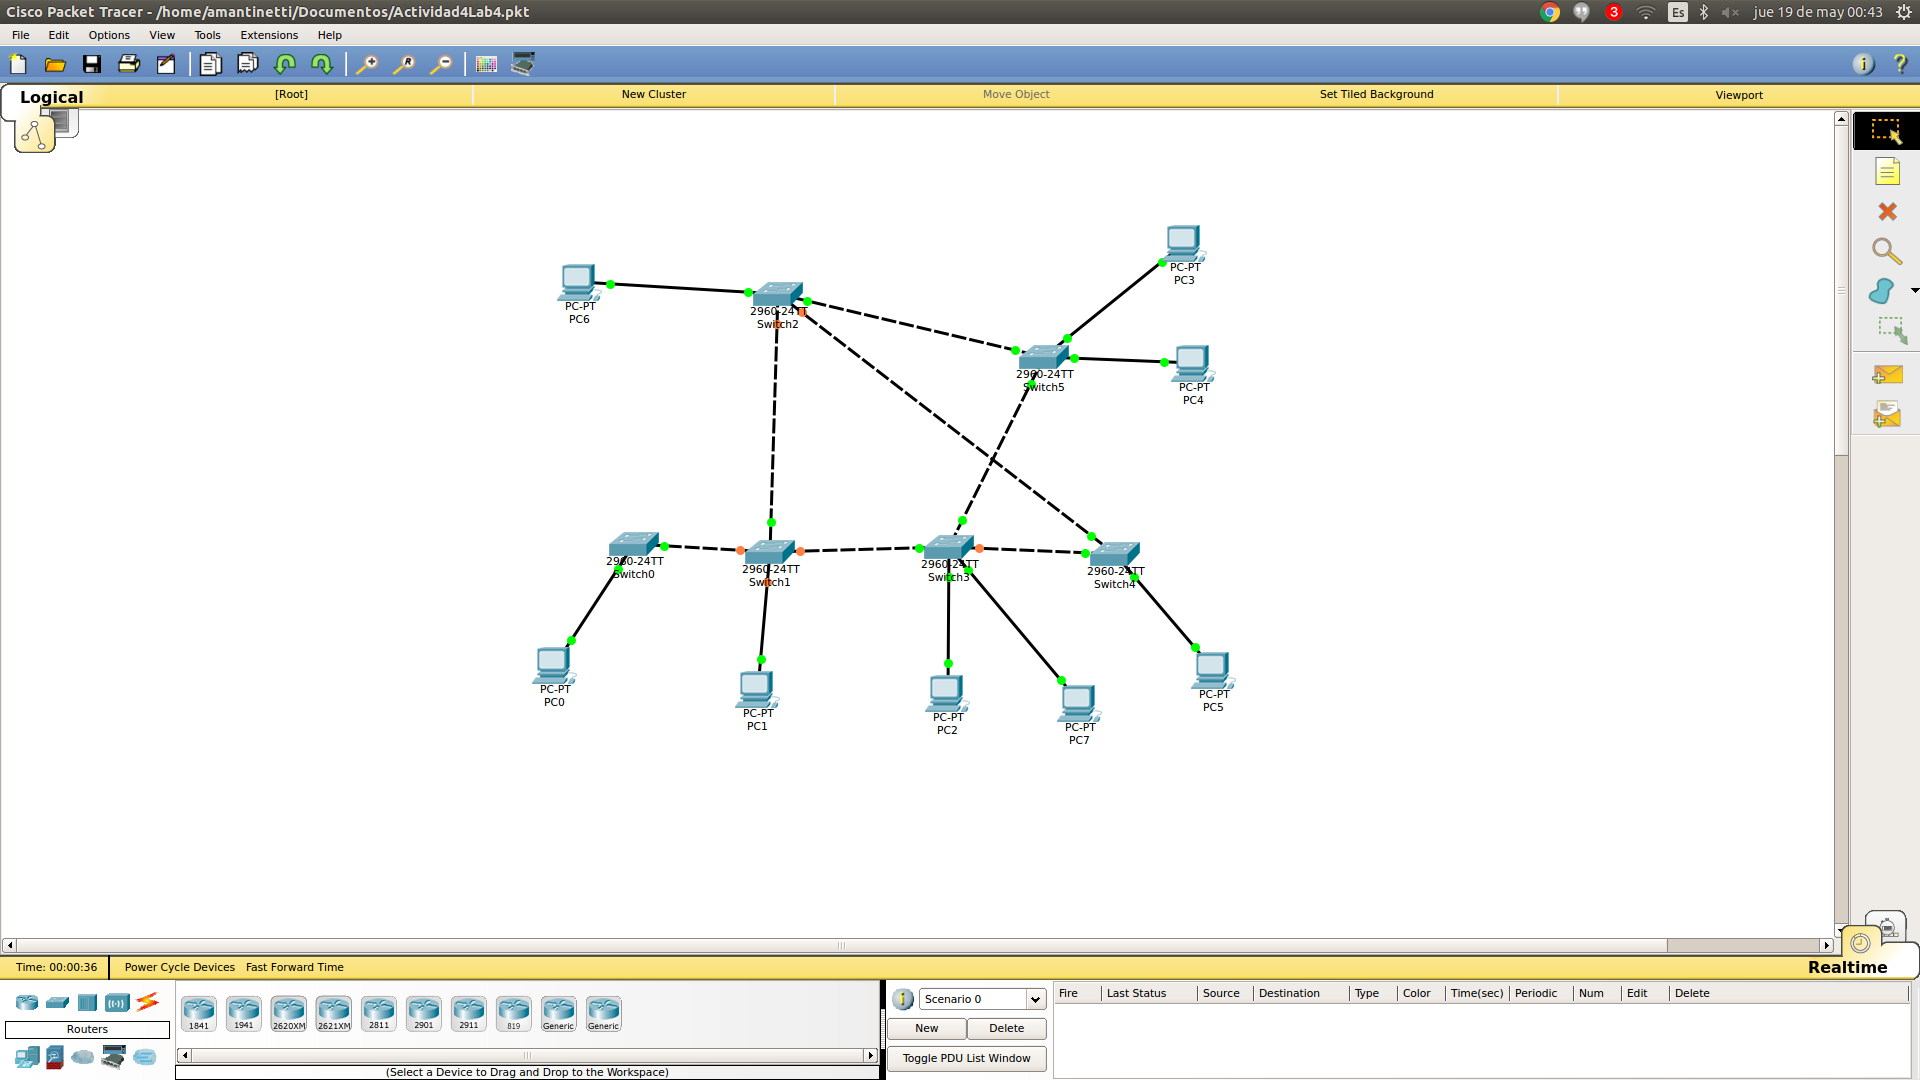 Cisco Packet Tracer - /home/amantinetti/Documentos/Actividad4Lab4.pkt
3
Es
jue 19 de may 00:43
File Edit Options View Tools Extensions Help
Logical
[Root]
New Cluster
Move Object
Set Tiled Background
Viewport
PC-PT
PC3
PC-PT
PC6
2960-24TT
Switch2
2960-24TT
Switch5
PC-PT
PC4
2960-24TT
Switch0
2960-24TT
Switch1
2960-24TT
Switch3
2960-24TT
Switch4
PC-PT
PC0
PC-PT
PC1
PC-PT
PC2
PC-PT
PC7
PC-PT
PC5
Time: 00:00:36
Power Cycle Devices Fast Forward Time
Realtime
Routers
1841
1941
2620XM
2621XM
2811
2901
2911
819
Generic
Generic
(Select a Device to Drag and Drop to the Workspace)
Scenario 0
New
Delete
Toggle PDU List Window
Fire
Last Status
Source
Destination
Type
Color
Time(sec)
Periodic
Num
Edit
Delete